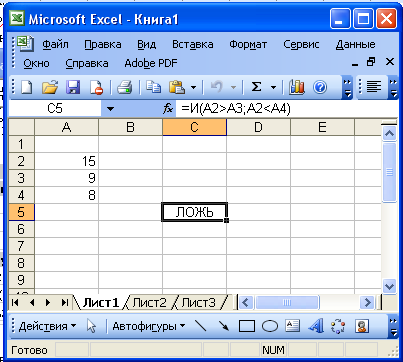 Microsoft Excel - Книга1
Файл Правка Вид Вставка Формат Сервис Данные
Окно Справка Adobe PDF
C5 fx =И(A2>A3;A2<A4)
A B C D E
1
2 15
3 9
4 8
5 ЛОЖЬ
6
7
8
9
Лист1 Лист2 Лист3
Действия Автофигуры
Готово NUM